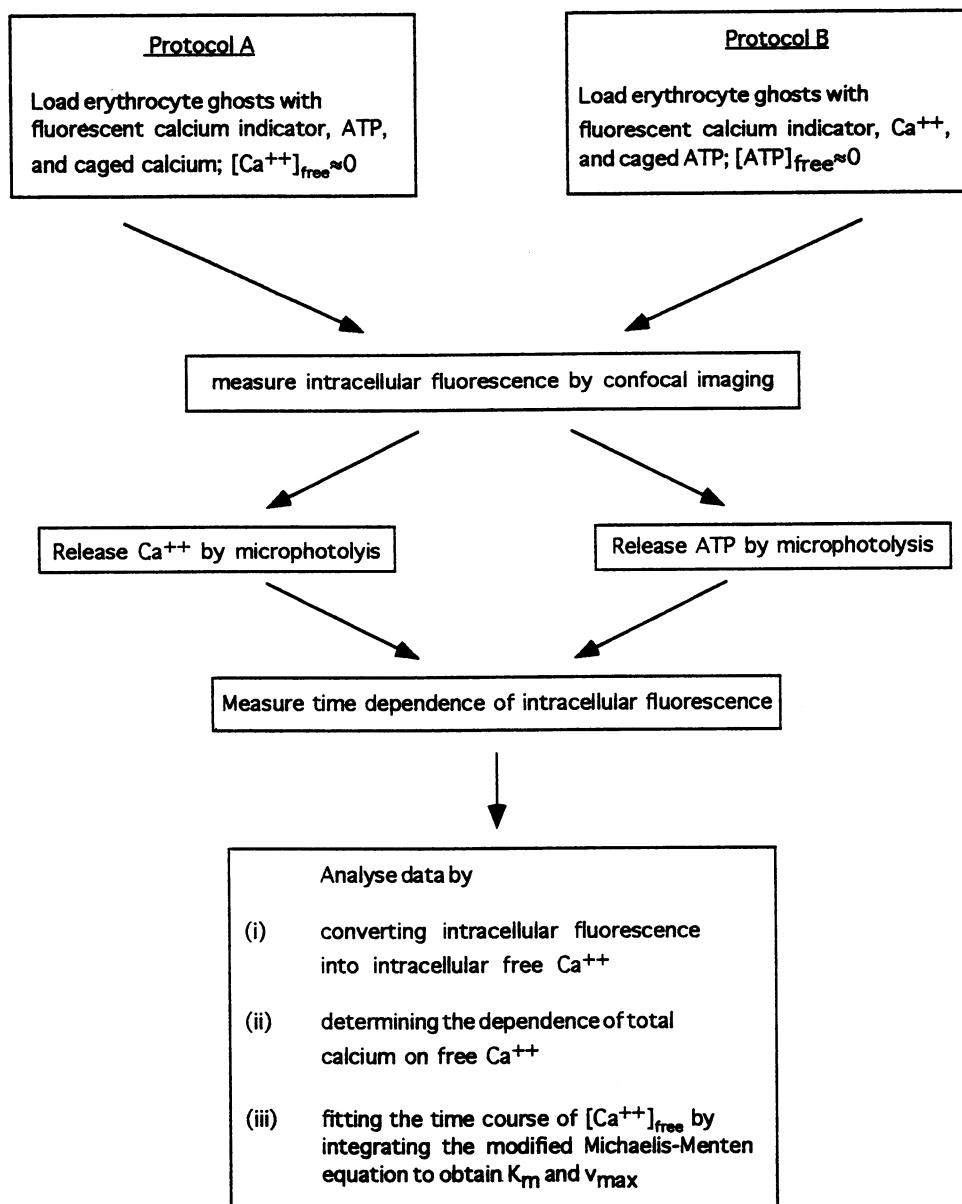 Protocol A
Load erythrocyte ghosts with
fluorescent calcium indicator, ATP,
and caged calcium; [Ca++]free≈0
Protocol B
Load erythrocyte ghosts with
fluorescent calcium indicator, Ca++,
and caged ATP; [ATP]free≈0
measure intracellular fluorescence by confocal imaging
Release Ca++ by microphotolyis
Release ATP by microphotolysis
Measure time dependence of intracellular fluorescence
Analyse data by
(i) converting intracellular fluorescence
into intracellular free Ca++
(ii) determining the dependence of total
calcium on free Ca++
(iii) fitting the time course of [Ca++]free by
integrating the modified Michaelis-Menten
equation to obtain Km and vmax